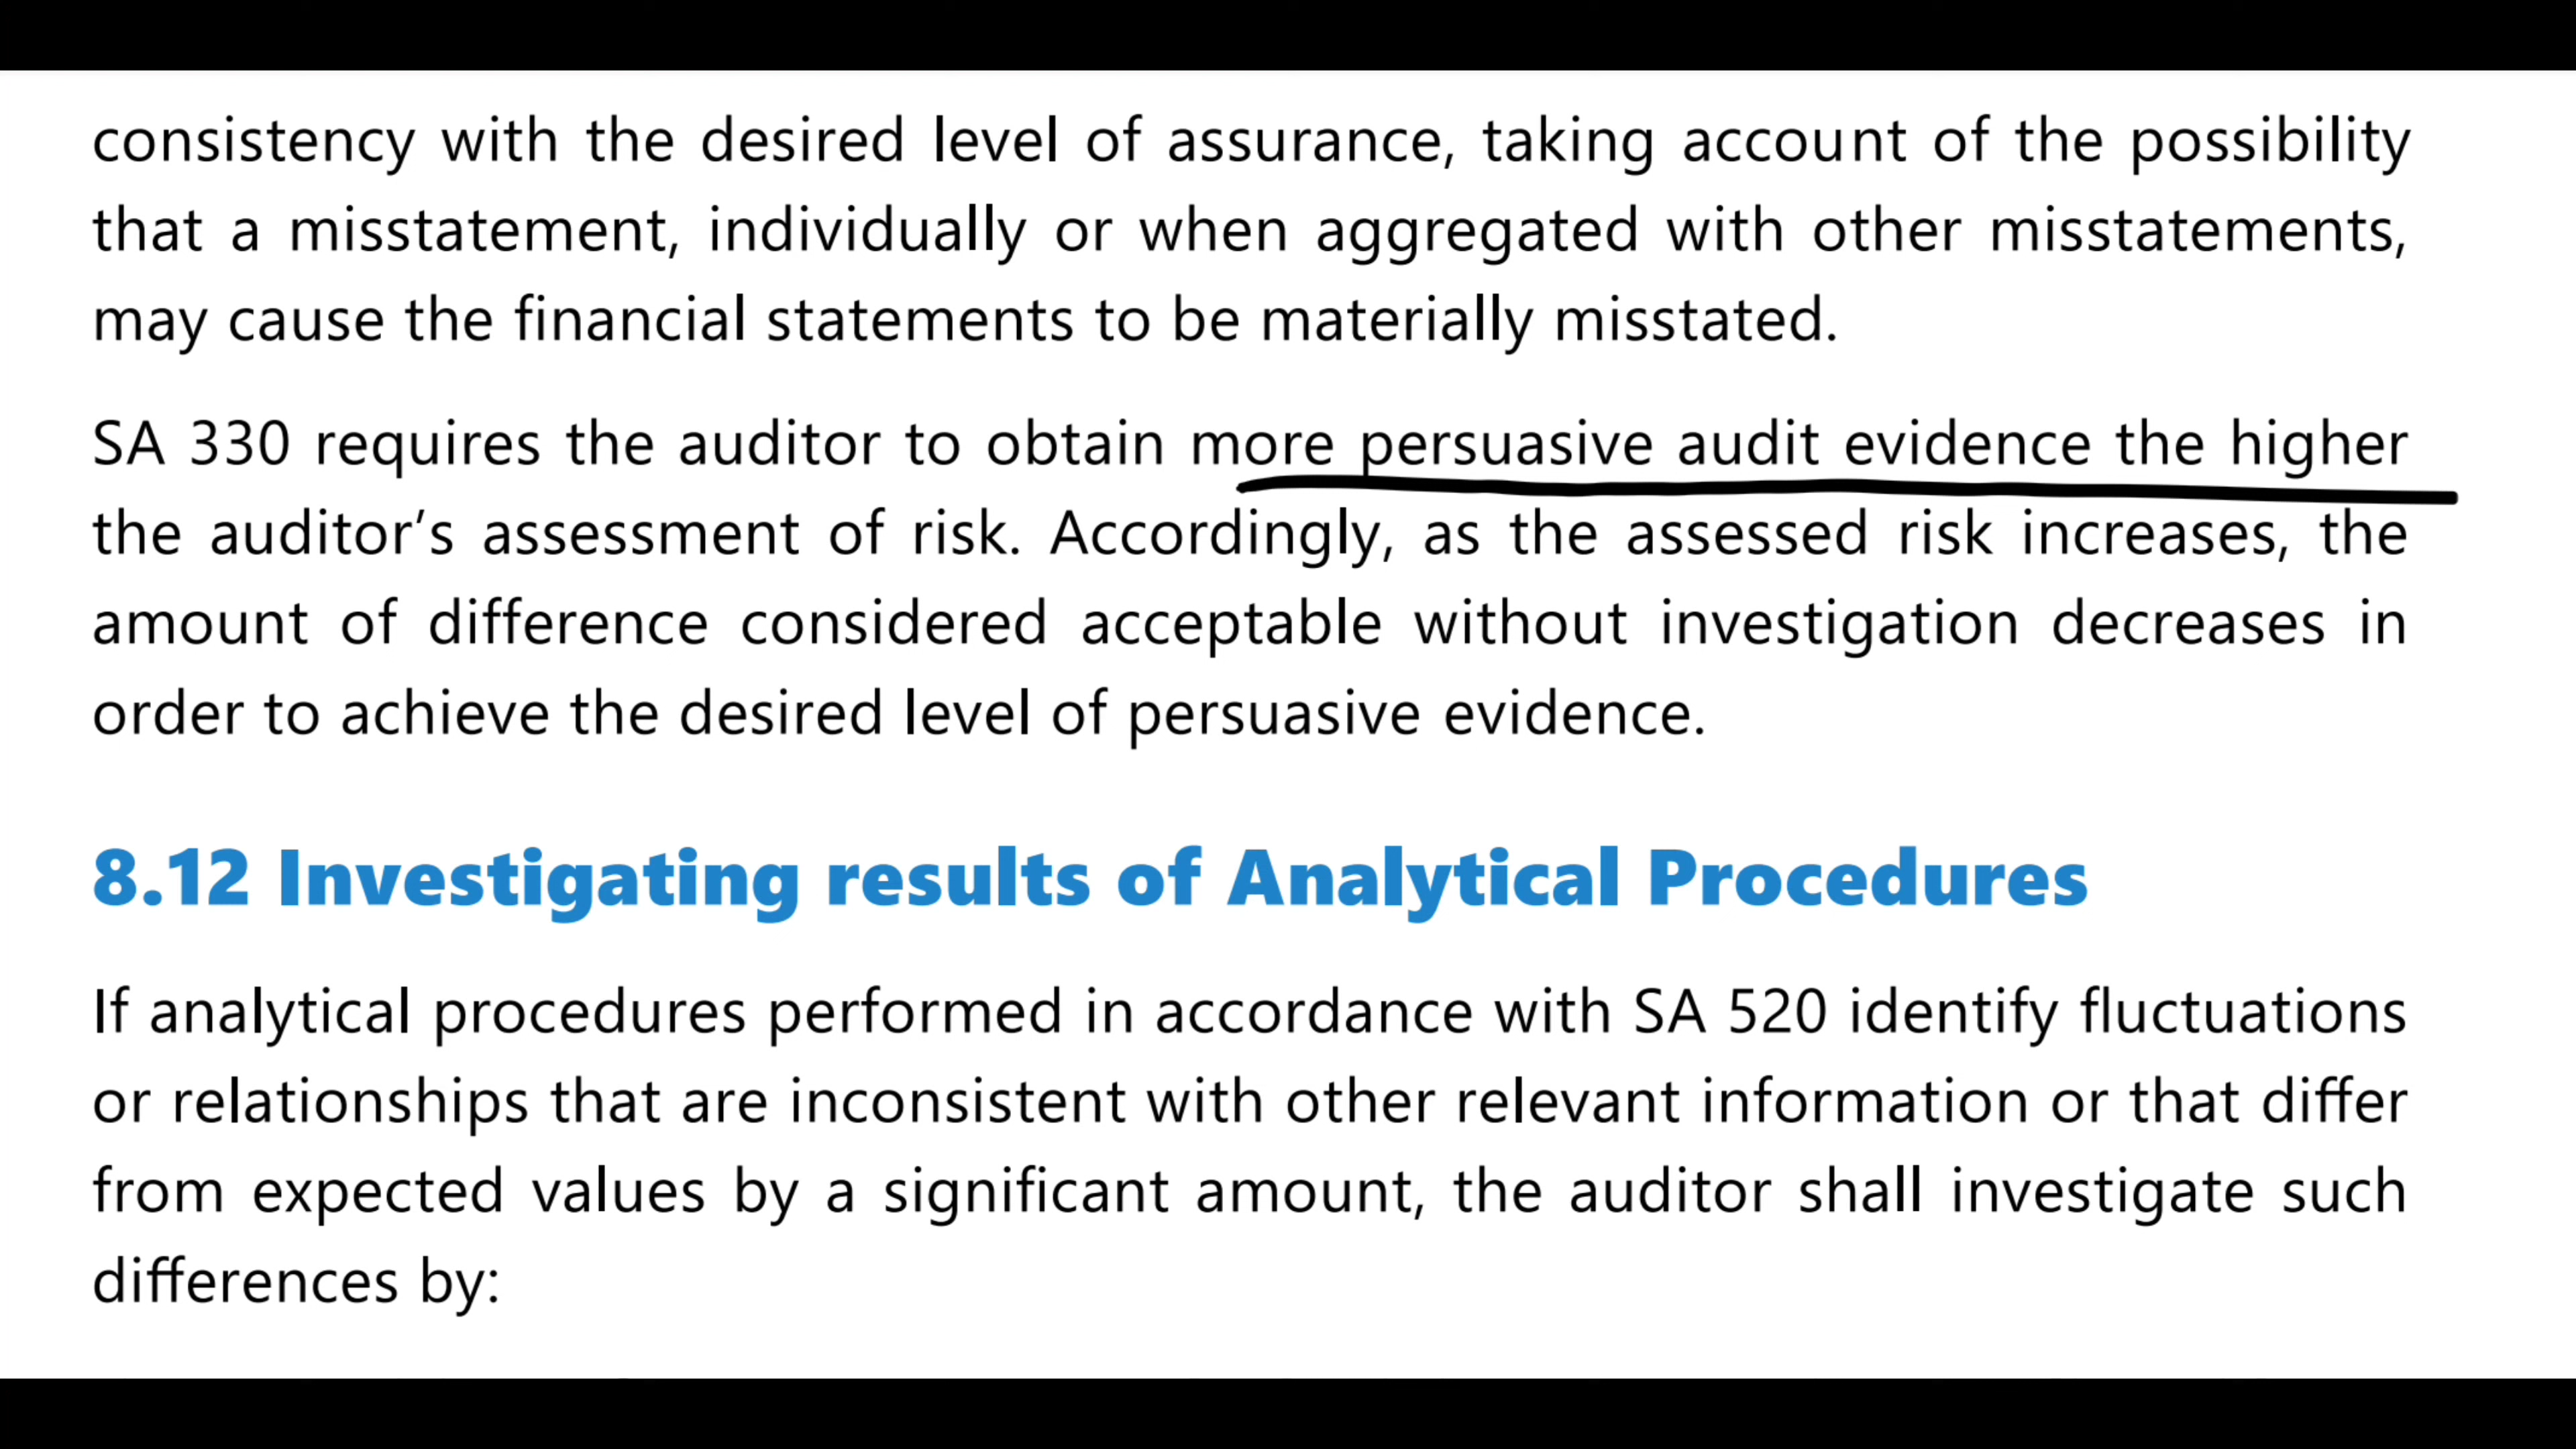 consistency with the desired level of assurance, taking account of the possibility
that a misstatement, individually or when aggregated with other misstatements,
may cause the financial statements to be materially misstated.
SA 330 requires the auditor to obtain more persuasive audit evidence the higher
the auditor’s assessment of risk. Accordingly, as the assessed risk increases, the
amount of difference considered acceptable without investigation decreases in
order to achieve the desired level of persuasive evidence.
8.12 Investigating results of Analytical Procedures
If analytical procedures performed in accordance with SA 520 identify fluctuations
or relationships that are inconsistent with other relevant information or that differ
from expected values by a significant amount, the auditor shall investigate such
differences by: